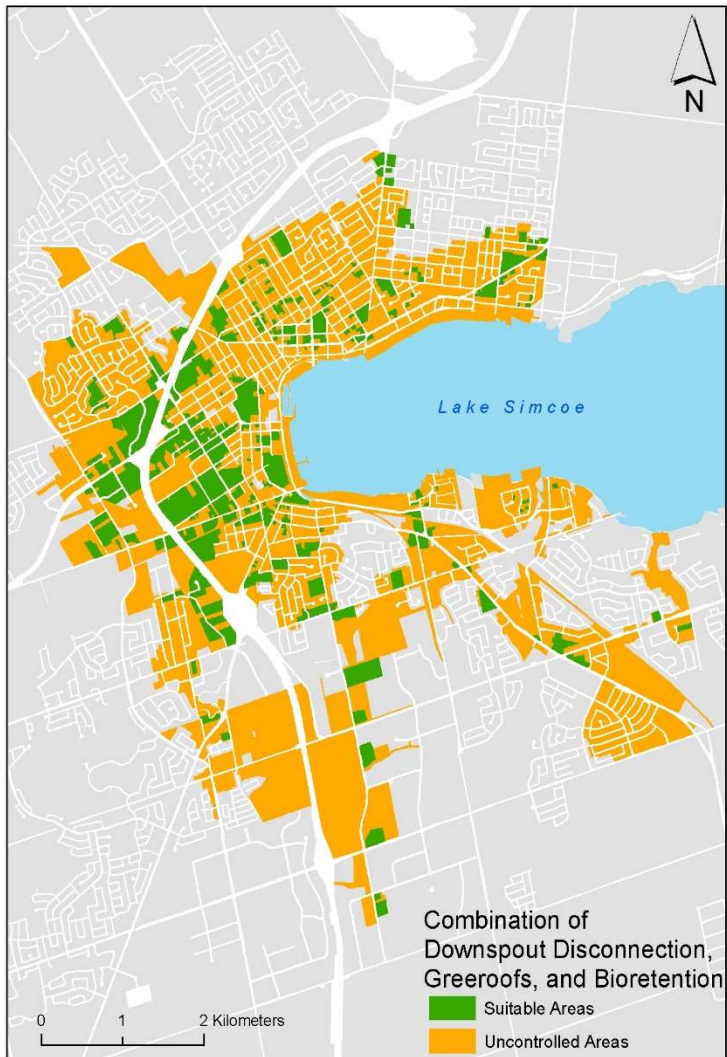 N
Lake Simcoe
Combination of
Downspout Disconnection,
Greeroofs, and Bioretention
Suitable Areas
Uncontrolled Areas
0 1 2 Kilometers